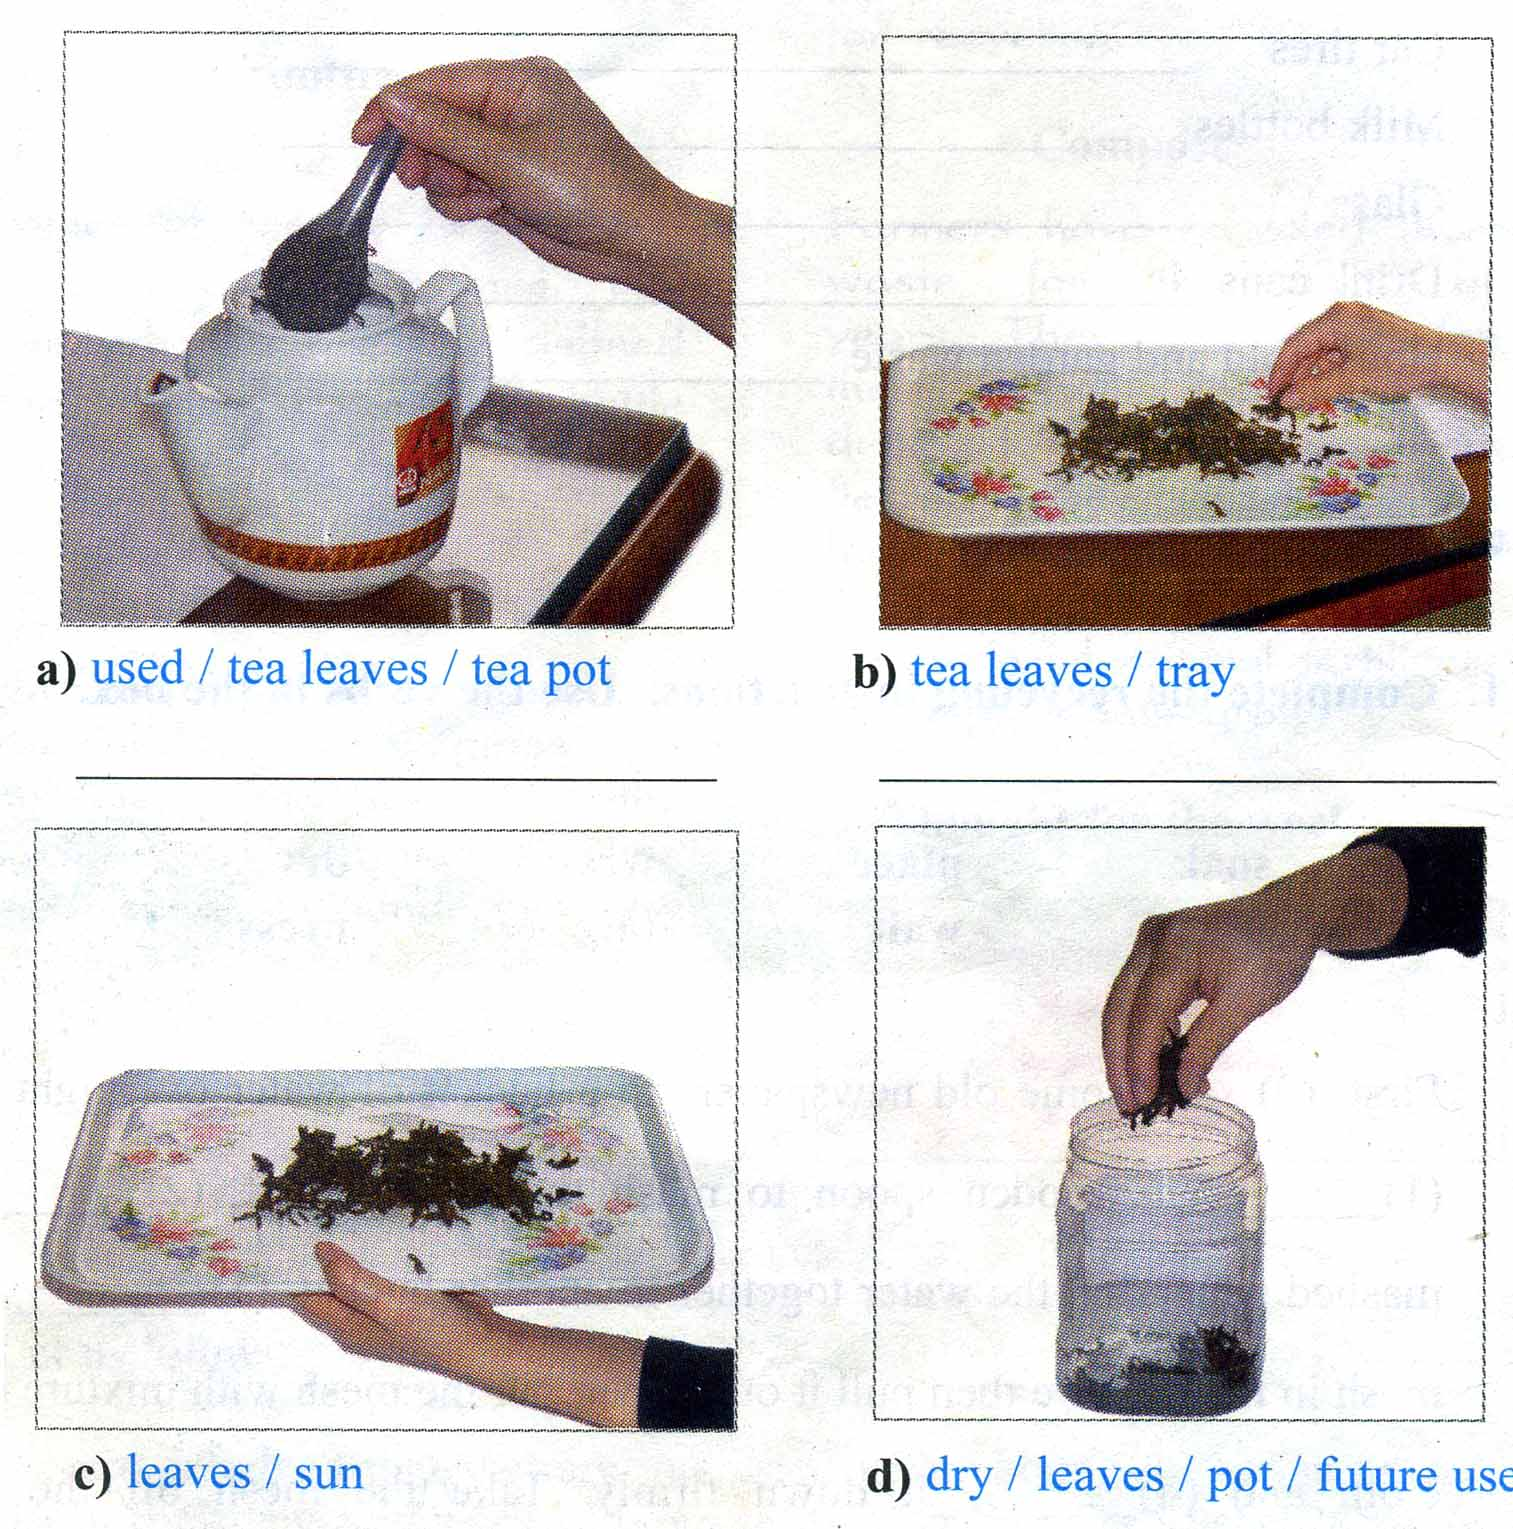 a) used / tea leaves / tea pot
b) tea leaves / tray
c) leaves / sun
d) dry / leaves / pot / future use